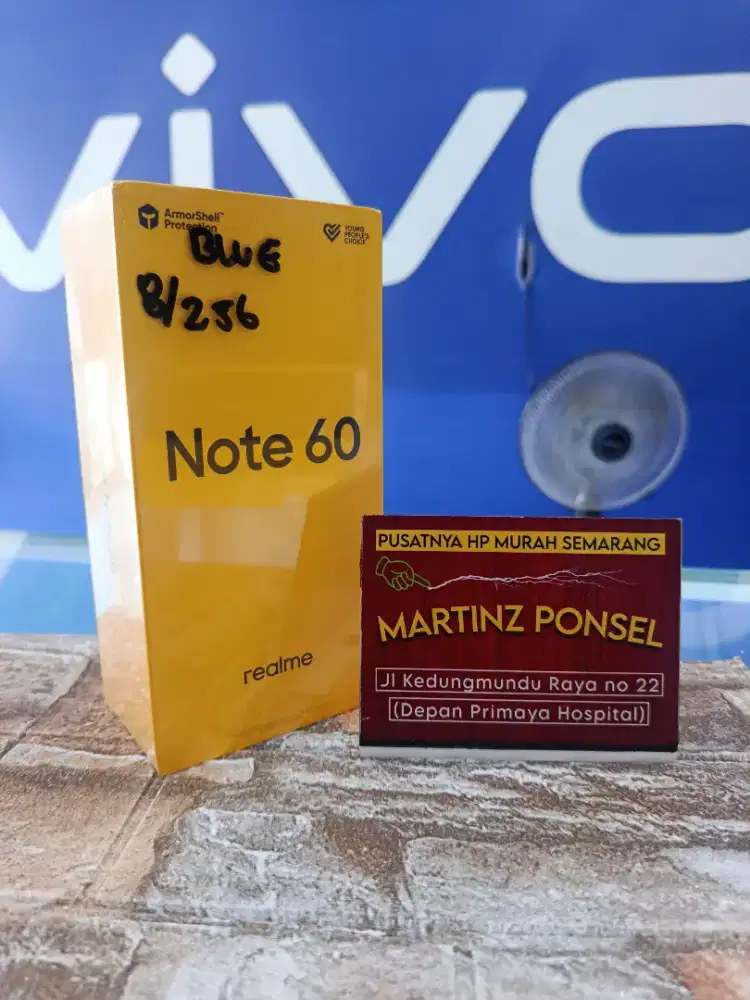 vivo
ArmorShell™
Protection
YOUNG
PEOPLE'S
CHOICE
BLUE
8/256
Note 60
realme
PUSATNYA HP MURAH SEMARANG
MARTINZ PONSEL
Jl Kedungmundu Raya no 22
(Depan Primaya Hospital)